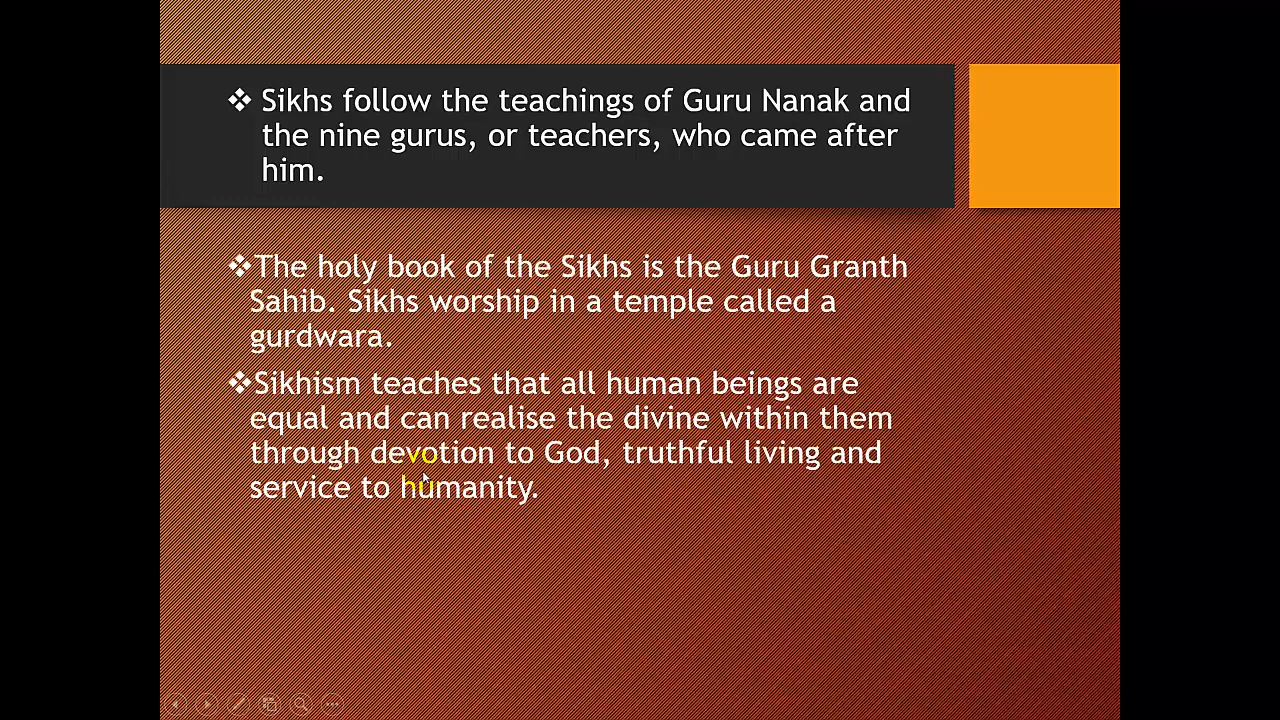 ❖ Sikhs follow the teachings of Guru Nanak and
the nine gurus, or teachers, who came after
him.
❖The holy book of the Sikhs is the Guru Granth
Sahib. Sikhs worship in a temple called a
gurdwara.
❖Sikhism teaches that all human beings are
equal and can realise the divine within them
through devotion to God, truthful living and
service to humanity.